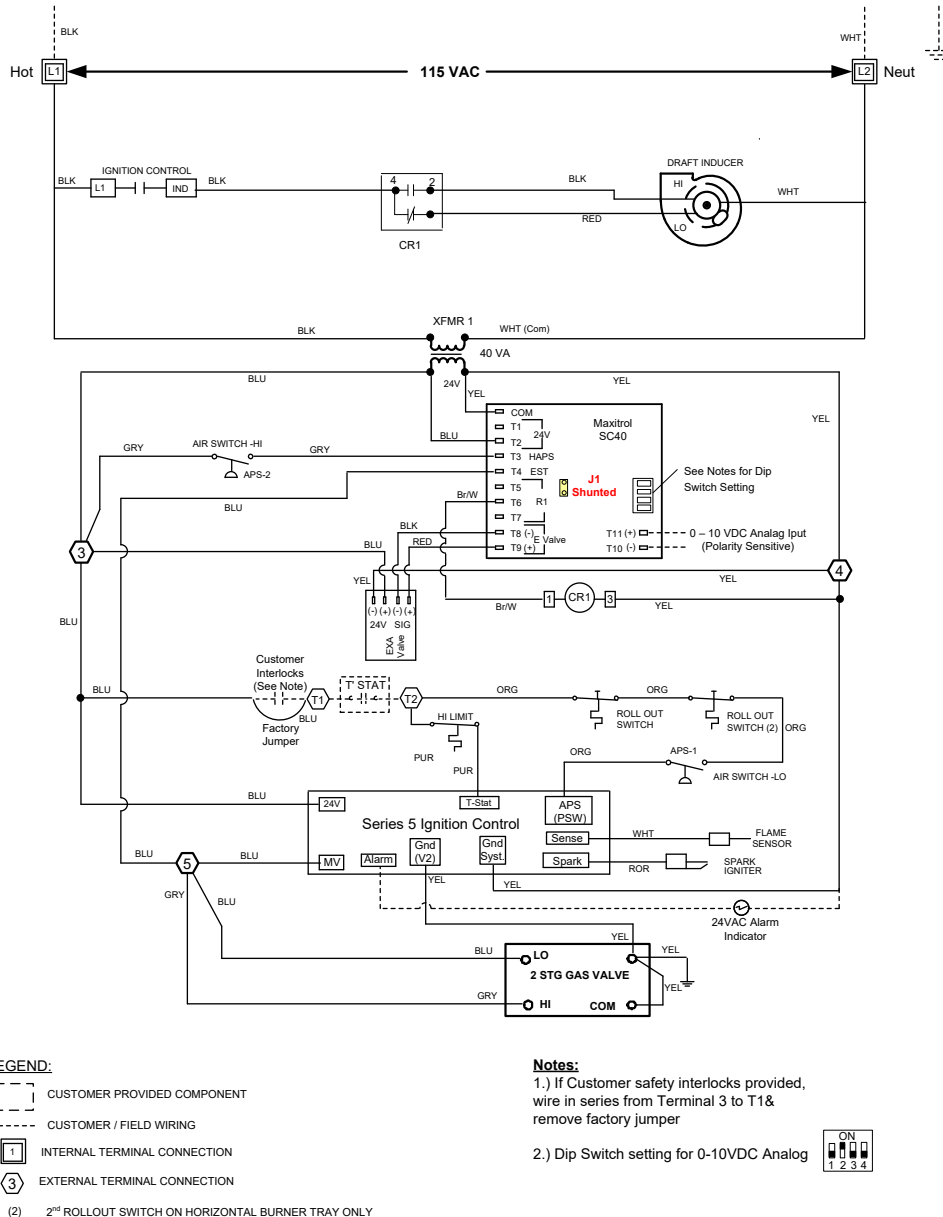 BLK
WHT
Hot L1 115 VAC L2 Neut
IGNITION CONTROL
BLK L1 IND BLK
4 2
CR1
BLK
RED
DRAFT INDUCER
HI
LO
WHT
XFMR 1
BLK WHT (Com)
40 VA
24V
BLU YEL
YEL
YEL
BLU
COM
T1
T2 24V
T3 HAPS
T4 EST
T5
T6 R1
T7
T8 (-)
T9 (+) E Valve
Maxitrol
SC40
J1
Shunted
T11 (+)
T10 (-)
See Notes for Dip
Switch Setting
0 – 10 VDC Analag Iput
(Polarity Sensitive)
GRY AIR SWITCH -HI GRY
APS-2
BLU
Br/W
BLK
RED
3 BLU
YEL
YEL
4
(-) (+) (-) (+)
24V SIG
EXA
Valve
Br/W 1 CR1 3 YEL
BLU
Customer
Interlocks
(See Note)
BLU T1 T' STAT T2
BLU
Factory
Jumper
HI LIMIT
PUR
PUR
ORG ORG
ROLL OUT
SWITCH
ROLL OUT
SWITCH (2)
ORG
ORG APS-1
AIR SWITCH -LO
BLU 24V
T-Stat
APS
(PSW)
Series 5 Ignition Control
Sense WHT FLAME
SENSOR
Spark ROR SPARK
IGNITER
BLU 5 BLU MV
Alarm
Gnd
(V2)
Gnd
Syst.
YEL
YEL
24VAC Alarm
Indicator
GRY
BLU
YEL
YEL
YEL
BLU LO
2 STG GAS VALVE
GRY HI COM
EGEND:
CUSTOMER PROVIDED COMPONENT
CUSTOMER / FIELD WIRING
1 INTERNAL TERMINAL CONNECTION
3 EXTERNAL TERMINAL CONNECTION
(2) 2nd ROLLOUT SWITCH ON HORIZONTAL BURNER TRAY ONLY
Notes:
1.) If Customer safety interlocks provided,
wire in series from Terminal 3 to T1&
remove factory jumper
2.) Dip Switch setting for 0-10VDC Analog
ON
1 2 3 4